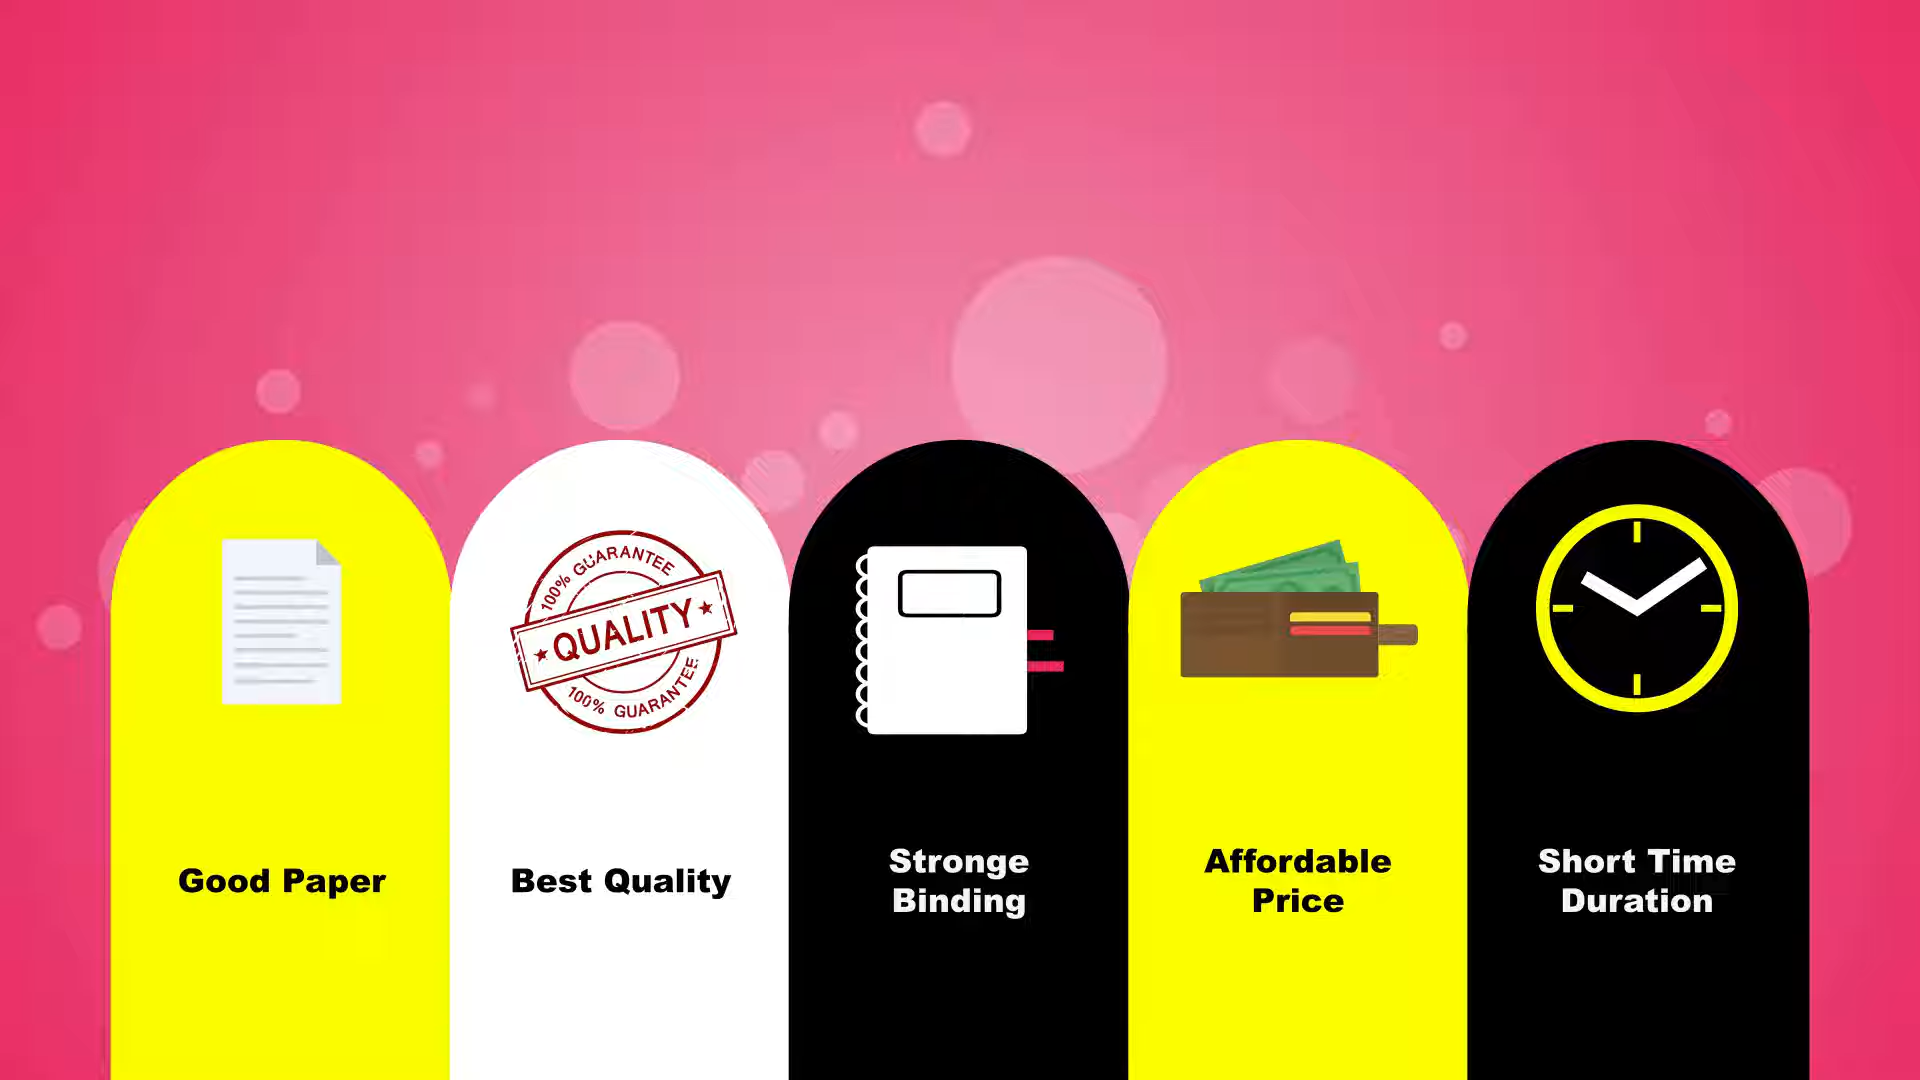 100% GUARANTEE
★ QUALITY ★
100% GUARANTEE
Good Paper
Best Quality
Stronge
Binding
Affordable
Price
Short Time
Duration